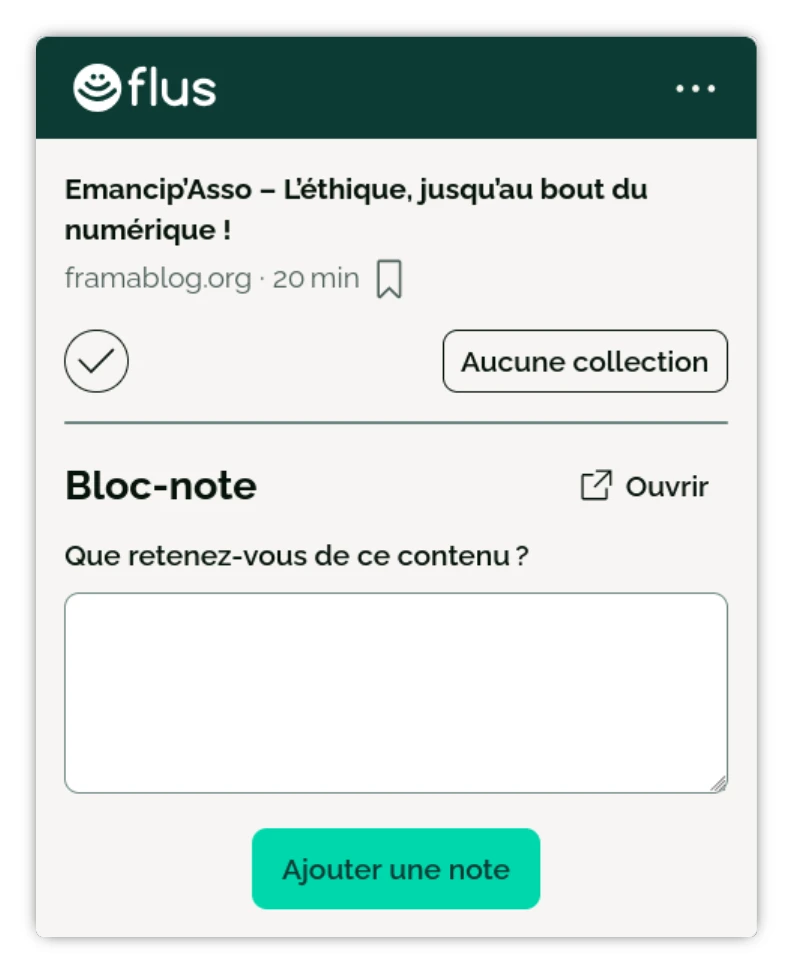 flus
Emancip’Asso – L’éthique, jusqu’au bout du
numérique !
framablog.org · 20 min
Aucune collection
Bloc-note
Ouvrir
Que retenez-vous de ce contenu ?
Ajouter une note